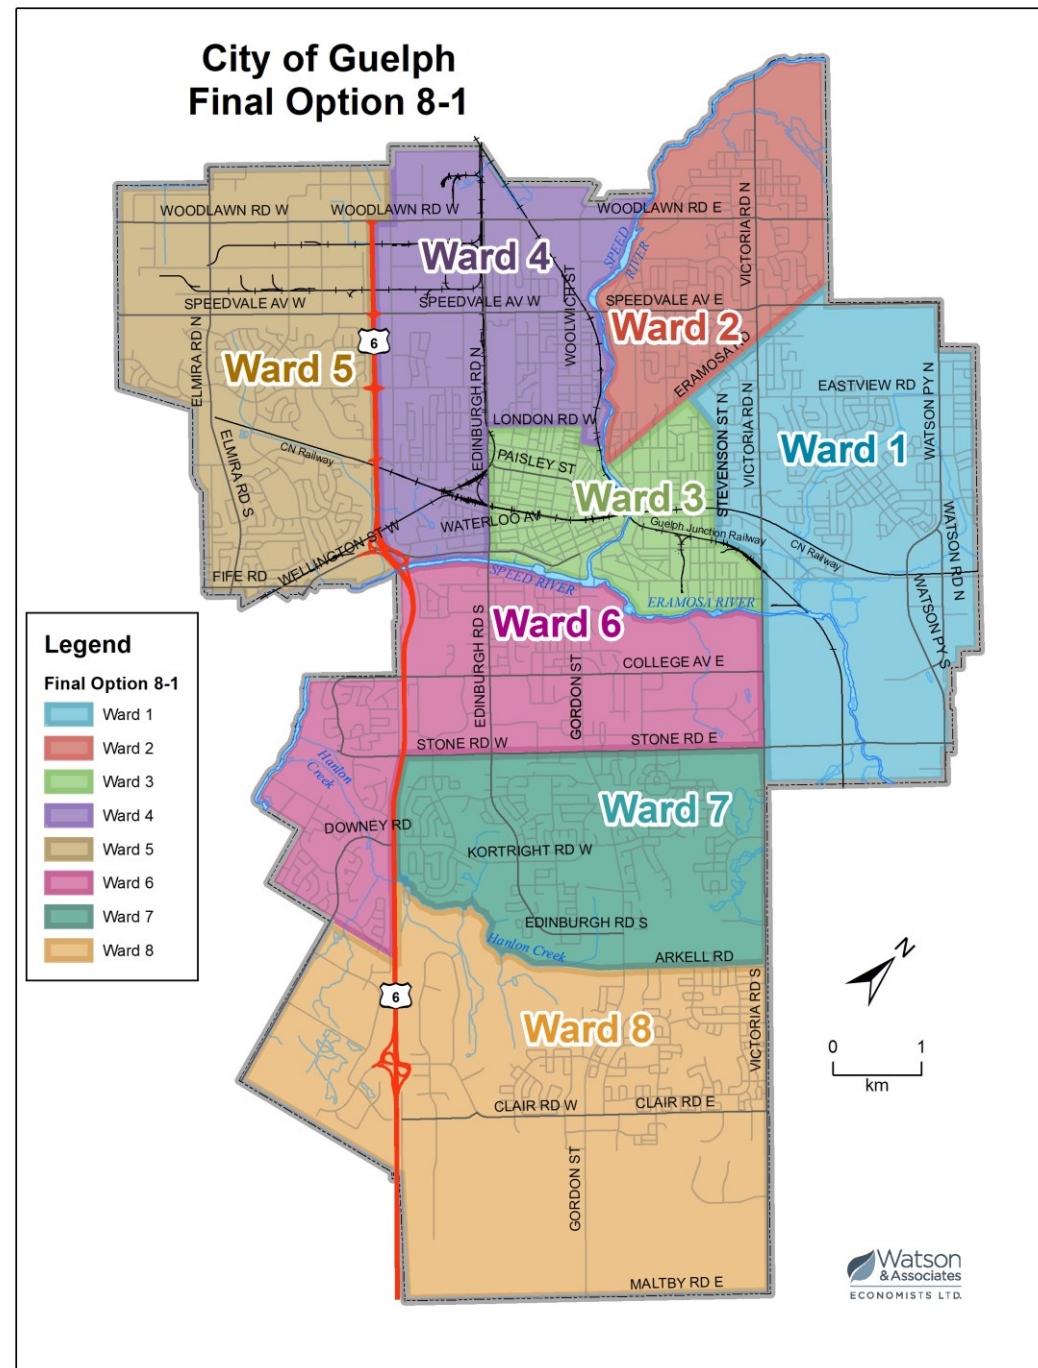 City of Guelph
Final Option 8-1
WOODLAWN RD W
WOODLAWN RD W
WOODLAWN RD E
SPEED
RIVER
VICTORIA RD N
Ward 4
SPEEDVALE AV W
SPEEDVALE AV W
SPEEDVALE AV E
WOOLWICH ST
Ward 2
ELMIRA RD N
6
Ward 5
EDINBURGH RD N
ERAMOSA RD
EASTVIEW RD
WATSON PY N
LONDON RD W
STEVENSON ST N
VICTORIA RD N
Ward 1
ELMIRA RD S
CN Railway
PAISLEY ST
Ward 3
WATERLOO AV
Guelph Junction Railway
CN Railway
WATSON RD N
WELLINGTON ST W
FIFE RD
SPEED RIVER
ERAMOSA RIVER
WATSON PY S
Ward 6
EDINBURGH RD S
GORDON ST
COLLEGE AV E
STONE RD W
STONE RD E
Hanlon
Creek
Ward 7
DOWNEY RD
KORTRIGHT RD W
EDINBURGH RD S
Hanlon Creek
ARKELL RD
6
Ward 8
VICTORIA RD S
CLAIR RD W
CLAIR RD E
GORDON ST
MALTBY RD E
Legend
Final Option 8-1
Ward 1
Ward 2
Ward 3
Ward 4
Ward 5
Ward 6
Ward 7
Ward 8
N
0 1
km
Watson
& Associates
ECONOMISTS LTD.